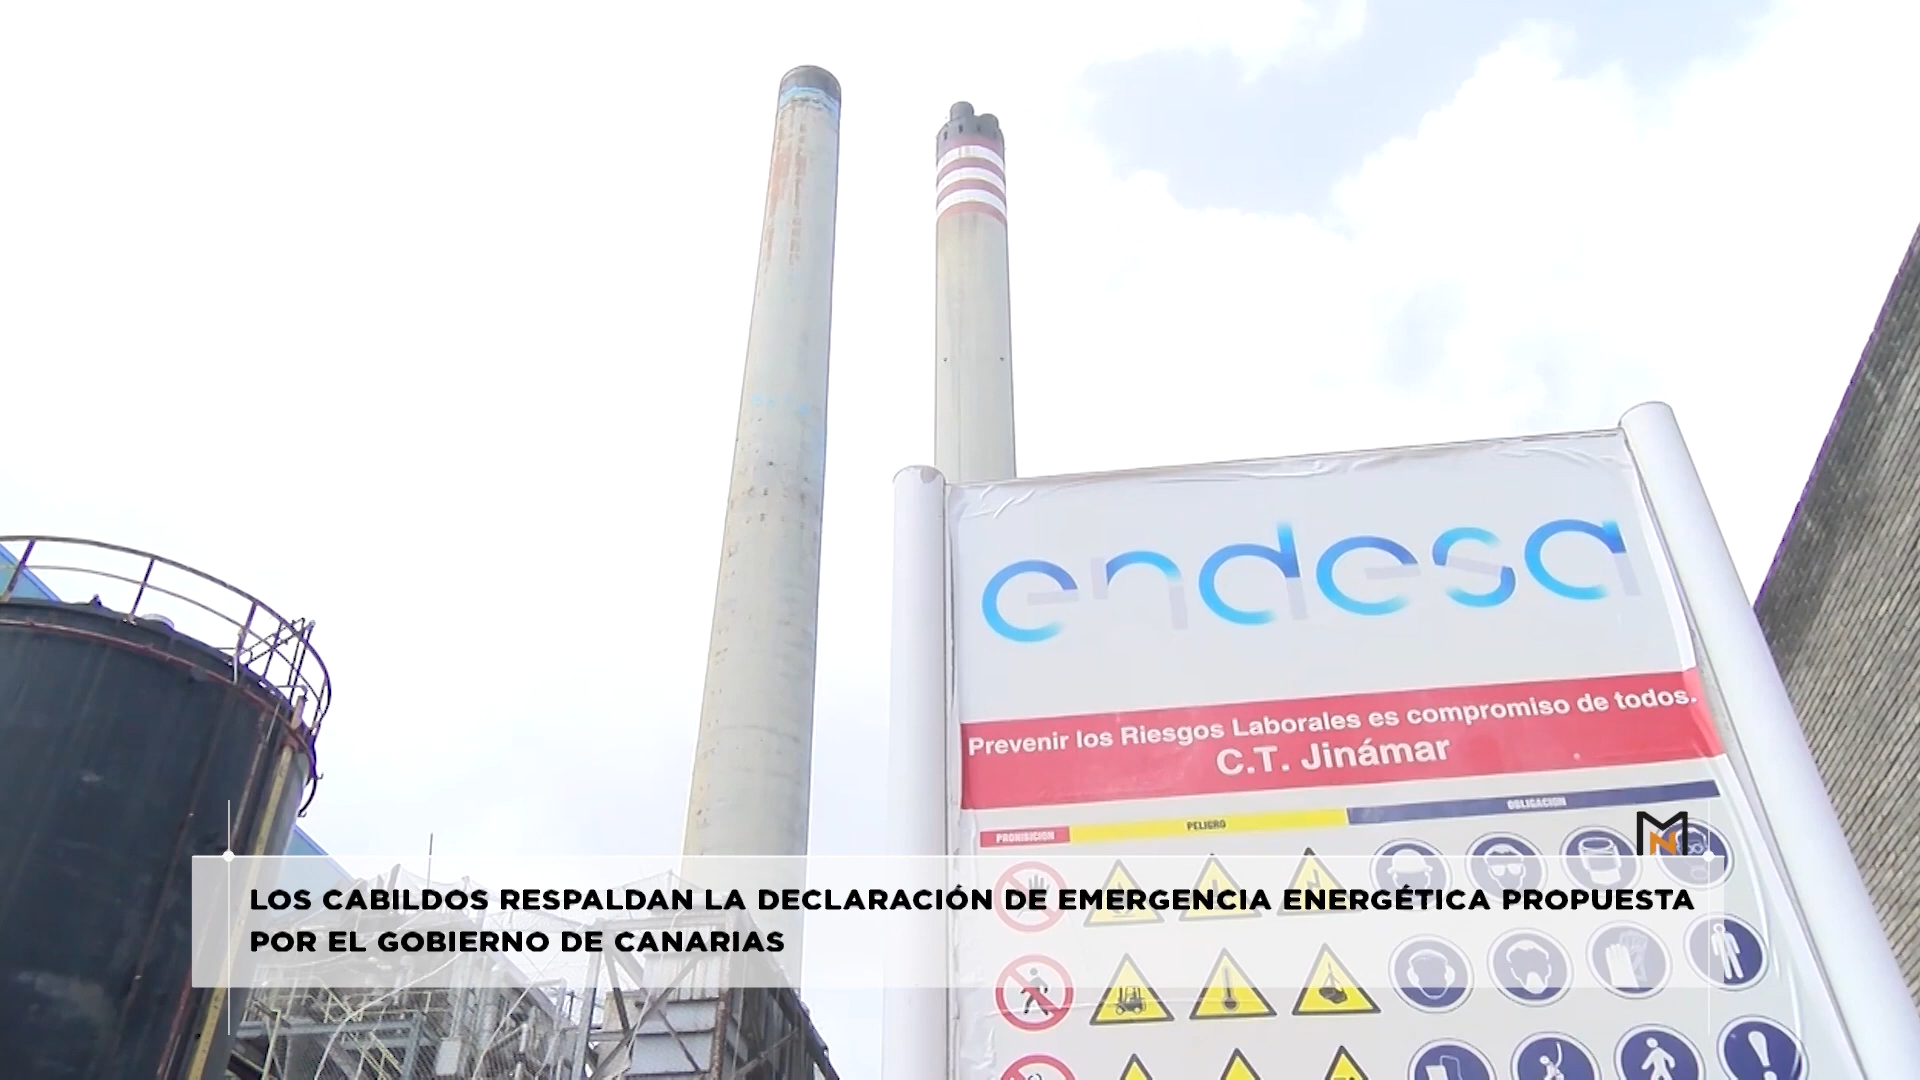 endesa
Prevenir los Riesgos Laborales es compromiso de todos.
C.T. Jinámar
PROHIBICION
PELIGRO
OBLIGACION
MN
LOS CABILDOS RESPALDAN LA DECLARACIÓN DE EMERGENCIA ENERGÉTICA PROPUESTA
POR EL GOBIERNO DE CANARIAS